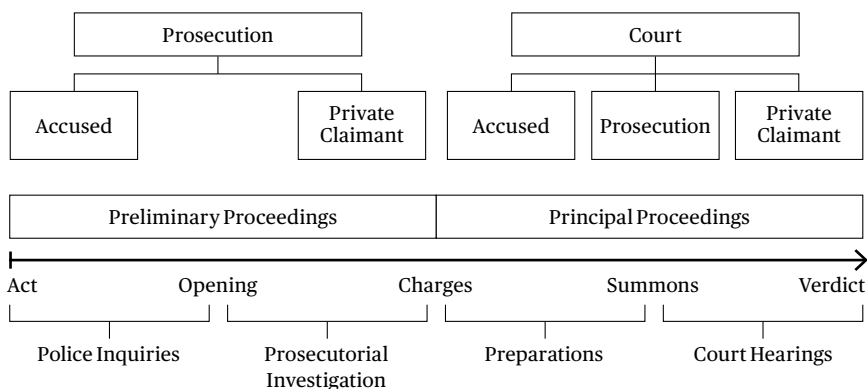 Prosecution
Court
Accused
Private
Claimant
Accused
Prosecution
Private
Claimant
Preliminary Proceedings
Principal Proceedings
Act
Opening
Charges
Summons
Verdict
Police Inquiries
Prosecutorial
Investigation
Preparations
Court Hearings